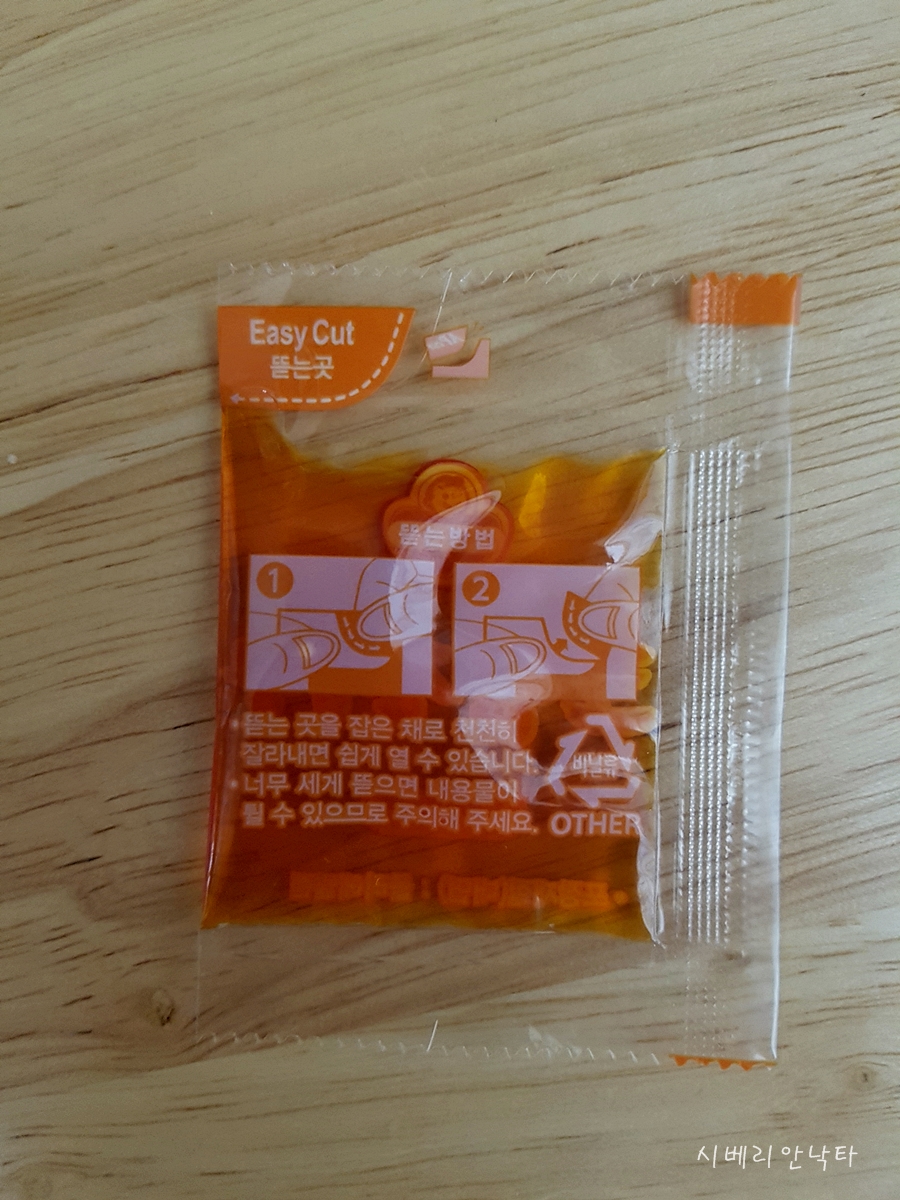 Easy Cut
뜯는곳
뜯는방법
1
2
• 뜯는 곳을 잡은 채로 천천히
잘라내면 쉽게 열 수 있습니다.
• 너무 세게 뜯으면 내용물이
튈 수 있으므로 주의해 주세요.
비닐류
OTHER
시베리안낙타